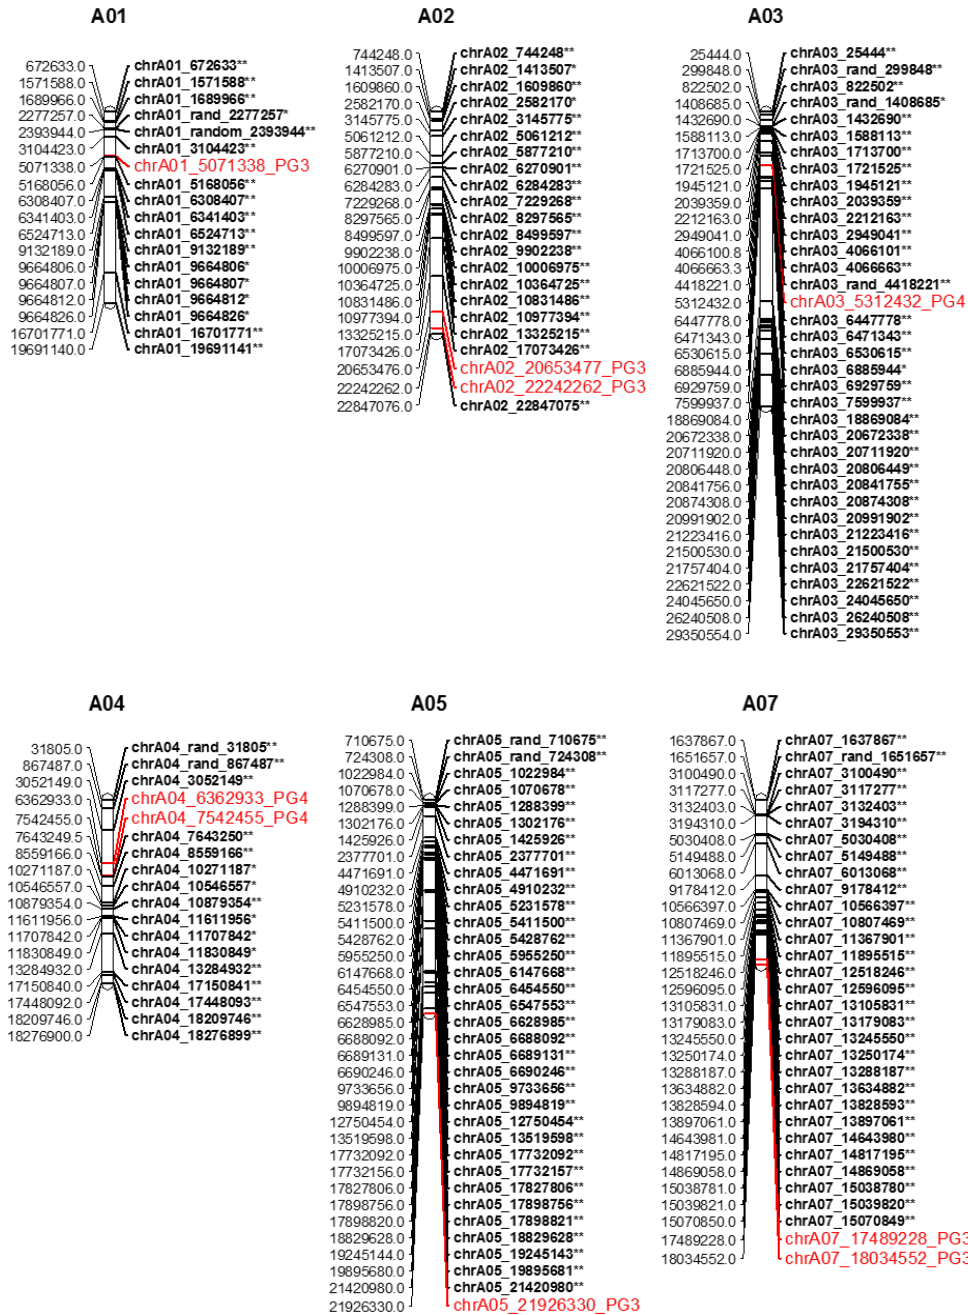 A01
672633.0 chrA01_672633**
1571588.0 chrA01_1571588**
1689966.0 chrA01_1689966**
2277257.0 chrA01_rand_2277257*
2393944.0 chrA01_random_2393944**
3104423.0 chrA01_3104423**
5071338.0 chrA01_5071338_PG3
5168056.0 chrA01_5168056**
6308407.0 chrA01_6308407**
6341403.0 chrA01_6341403**
6524713.0 chrA01_6524713**
9132189.0 chrA01_9132189**
9664806.0 chrA01_9664806*
9664807.0 chrA01_9664807*
9664812.0 chrA01_9664812*
9664826.0 chrA01_9664826*
16701771.0 chrA01_16701771**
19691140.0 chrA01_19691141**
A02
744248.0 chrA02_744248**
1413507.0 chrA02_1413507*
1609860.0 chrA02_1609860**
2582170.0 chrA02_2582170*
3145775.0 chrA02_3145775**
5061212.0 chrA02_5061212**
5877210.0 chrA02_5877210**
6270901.0 chrA02_6270901**
6284283.0 chrA02_6284283**
7229268.0 chrA02_7229268**
8297565.0 chrA02_8297565**
8499597.0 chrA02_8499597**
9902238.0 chrA02_9902238**
10006975.0 chrA02_10006975**
10364725.0 chrA02_10364725**
10831486.0 chrA02_10831486**
10977394.0 chrA02_10977394**
13325215.0 chrA02_13325215**
17073426.0 chrA02_17073426**
20653476.0 chrA02_20653477_PG3
22242262.0 chrA02_22242262_PG3
22847076.0 chrA02_22847075**
A03
25444.0 chrA03_25444**
299848.0 chrA03_rand_299848**
822502.0 chrA03_822502**
1408685.0 chrA03_rand_1408685*
1432690.0 chrA03_1432690**
1588113.0 chrA03_1588113**
1713700.0 chrA03_1713700**
1721525.0 chrA03_1721525**
1945121.0 chrA03_1945121**
2039359.0 chrA03_2039359**
2212163.0 chrA03_2212163**
2949041.0 chrA03_2949041**
4066100.8 chrA03_4066101**
4066663.3 chrA03_4066663**
4418221.0 chrA03_rand_4418221**
5312432.0 chrA03_5312432_PG4
6447778.0 chrA03_6447778**
6471343.0 chrA03_6471343**
6530615.0 chrA03_6530615**
6885944.0 chrA03_6885944*
6929759.0 chrA03_6929759**
7599937.0 chrA03_7599937**
18869084.0 chrA03_18869084**
20672338.0 chrA03_20672338**
20711920.0 chrA03_20711920**
20806448.0 chrA03_20806449**
20841756.0 chrA03_20841755**
20874308.0 chrA03_20874308**
20991902.0 chrA03_20991902**
21223416.0 chrA03_21223416**
21500530.0 chrA03_21500530**
21757404.0 chrA03_21757404**
22621522.0 chrA03_22621522**
24045650.0 chrA03_24045650**
26240508.0 chrA03_26240508**
29350554.0 chrA03_29350553**
A04
31805.0 chrA04_rand_31805**
867487.0 chrA04_rand_867487**
3052149.0 chrA04_3052149**
6362933.0 chrA04_6362933_PG4
7542455.0 chrA04_7542455_PG4
7643249.5 chrA04_7643250**
8559166.0 chrA04_8559166**
10271187.0 chrA04_10271187*
10546557.0 chrA04_10546557*
10879354.0 chrA04_10879354**
11611956.0 chrA04_11611956*
11707842.0 chrA04_11707842*
11830849.0 chrA04_11830849*
13284932.0 chrA04_13284932**
17150840.0 chrA04_17150841**
17448092.0 chrA04_17448093**
18209746.0 chrA04_18209746**
18276900.0 chrA04_18276899**
A05
710675.0 chrA05_rand_710675**
724308.0 chrA05_rand_724308**
1022984.0 chrA05_1022984**
1070678.0 chrA05_1070678**
1288399.0 chrA05_1288399**
1302176.0 chrA05_1302176**
1425926.0 chrA05_1425926**
2377701.0 chrA05_2377701**
4471691.0 chrA05_4471691**
4910232.0 chrA05_4910232**
5231578.0 chrA05_5231578**
5411500.0 chrA05_5411500**
5428762.0 chrA05_5428762**
5955250.0 chrA05_5955250**
6147668.0 chrA05_6147668**
6454550.0 chrA05_6454550**
6547553.0 chrA05_6547553**
6628985.0 chrA05_6628985**
6688092.0 chrA05_6688092**
6689131.0 chrA05_6689131**
6690246.0 chrA05_6690246**
9733656.0 chrA05_9733656**
9894819.0 chrA05_9894819**
12750454.0 chrA05_12750454**
13519598.0 chrA05_13519598**
17732092.0 chrA05_17732092**
17732156.0 chrA05_17732157**
17827806.0 chrA05_17827806**
17898756.0 chrA05_17898756
17898820.0 chrA05_17898821**
18829628.0 chrA05_18829628**
19245144.0 chrA05_19245143**
19895680.0 chrA05_19895681**
21420980.0 chrA05_21420980**
21926330.0 chrA05_21926330_PG3
A07
1637867.0 chrA07_1637867**
1651657.0 chrA07_rand_1651657**
3100490.0 chrA07_3100490**
3117277.0 chrA07_3117277**
3132403.0 chrA07_3132403**
3194310.0 chrA07_3194310**
5030408.0 chrA07_5030408**
5149488.0 chrA07_5149488**
6013068.0 chrA07_6013068**
9178412.0 chrA07_9178412**
10566397.0 chrA07_10566397**
10807469.0 chrA07_10807469**
11367901.0 chrA07_11367901**
11895515.0 chrA07_11895515**
12518246.0 chrA07_12518246**
12596095.0 chrA07_12596095**
13105831.0 chrA07_13105831**
13179083.0 chrA07_13179083**
13245550.0 chrA07_13245550**
13250174.0 chrA07_13250174**
13288187.0 chrA07_13288187**
13634882.0 chrA07_13634882**
13828594.0 chrA07_13828593**
13897061.0 chrA07_13897061**
14643981.0 chrA07_14643980**
14817195.0 chrA07_14817195**
14869058.0 chrA07_14869058**
15038781.0 chrA07_15038780**
15039821.0 chrA07_15039820**
15070850.0 chrA07_15070849**
17489228.0 chrA07_17489228_PG3
18034552.0 chrA07_18034552_PG3